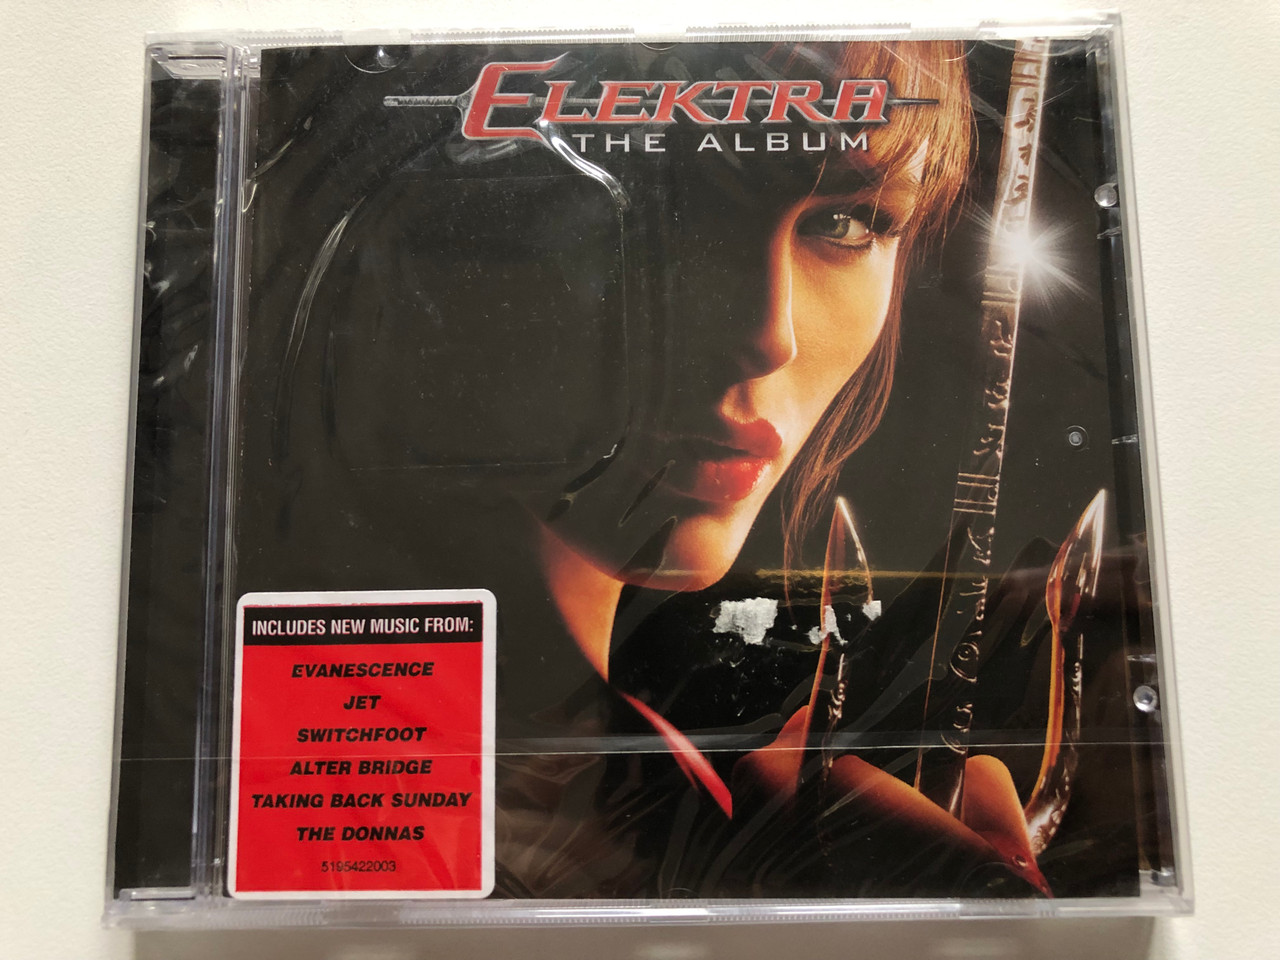 ELEKTRA
THE ALBUM
INCLUDES NEW MUSIC FROM:
EVANESCENCE
JET
SWITCHFOOT
ALTER BRIDGE
TAKING BACK SUNDAY
THE DONNAS
5195422003